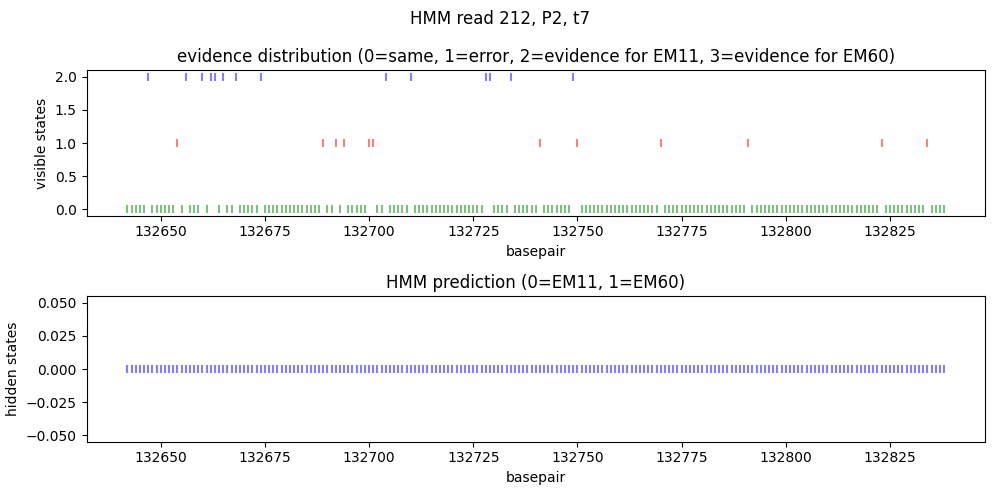 HMM read 212, P2, t7
evidence distribution (0=same, 1=error, 2=evidence for EM11, 3=evidence for EM60)
visible states
2.0
1.5
1.0
0.5
0.0
132650 132675 132700 132725 132750 132775 132800 132825
basepair
HMM prediction (0=EM11, 1=EM60)
hidden states
0.050
0.025
0.000
−0.025
−0.050
132650 132675 132700 132725 132750 132775 132800 132825
basepair